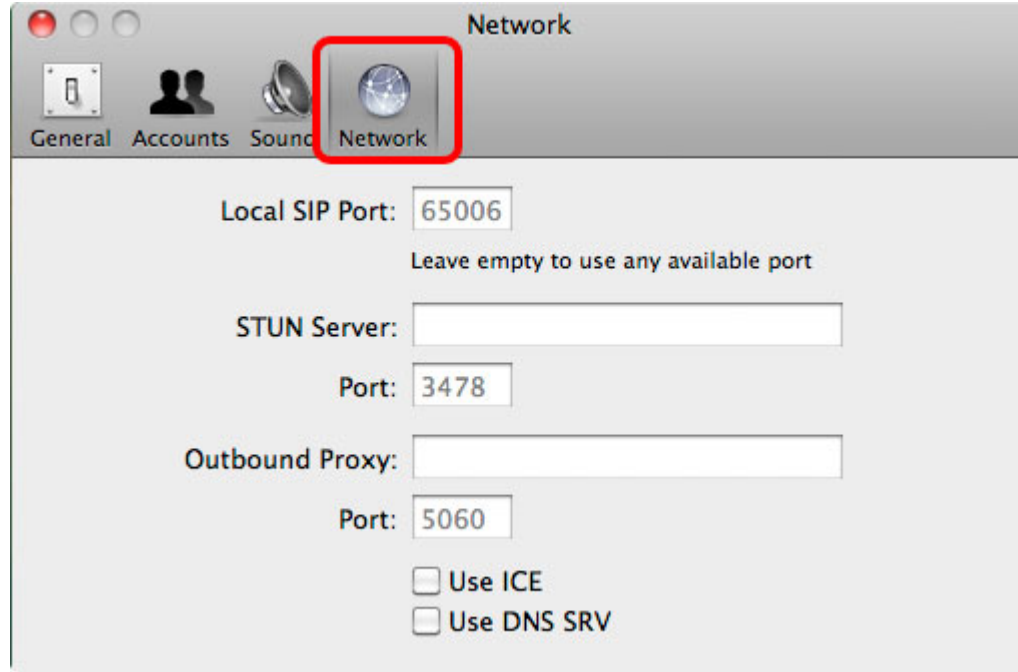 Network
General Accounts Sound Network
Local SIP Port: 65006
Leave empty to use any available port
STUN Server:
Port: 3478
Outbound Proxy:
Port: 5060
Use ICE
Use DNS SRV